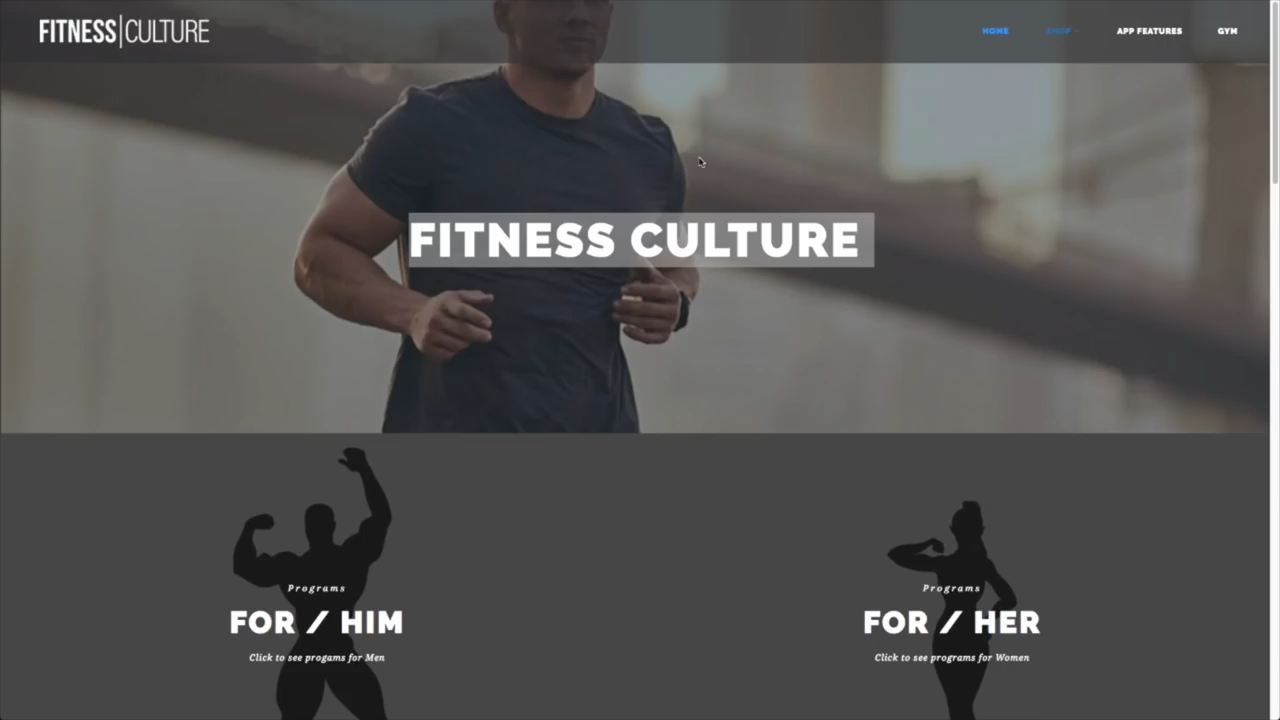 FITNESS|CULTURE
HOME SHOP APP FEATURES GYM
FITNESS CULTURE
Programs
FOR / HIM
Click to see progams for Men
Programs
FOR / HER
Click to see programs for Women